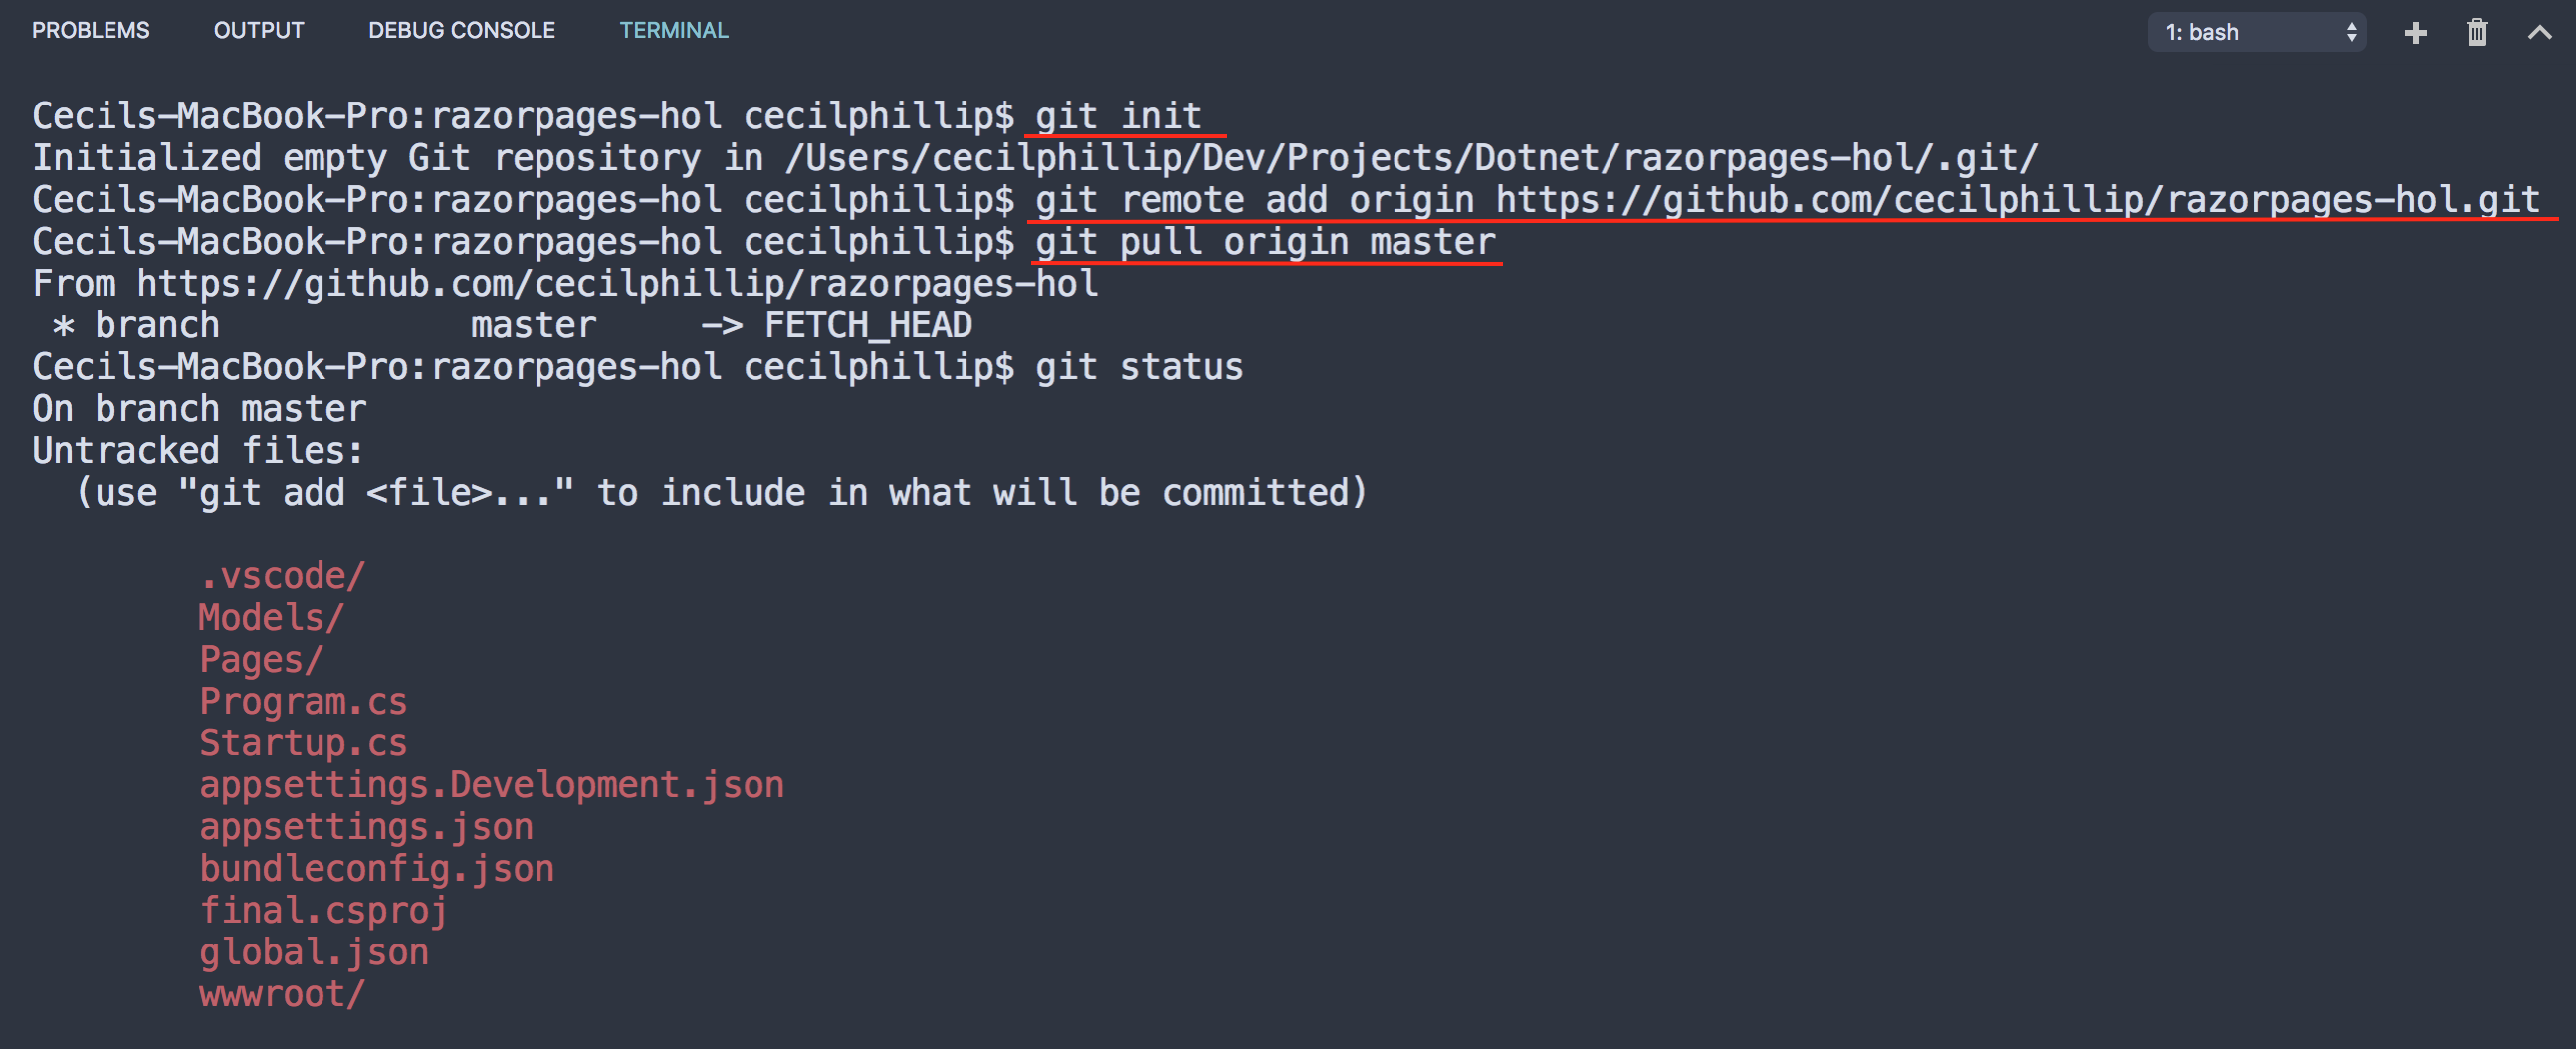 PROBLEMS OUTPUT DEBUG CONSOLE TERMINAL 1: bash
Cecils-MacBook-Pro:razorpages-hol cecilphillip$ git init
Initialized empty Git repository in /Users/cecilphillip/Dev/Projects/Dotnet/razorpages-hol/.git/
Cecils-MacBook-Pro:razorpages-hol cecilphillip$ git remote add origin https://github.com/cecilphillip/razorpages-hol.git
Cecils-MacBook-Pro:razorpages-hol cecilphillip$ git pull origin master
From https://github.com/cecilphillip/razorpages-hol
 * branch            master     -> FETCH_HEAD
Cecils-MacBook-Pro:razorpages-hol cecilphillip$ git status
On branch master
Untracked files:
  (use "git add <file>..." to include in what will be committed)
        .vscode/
        Models/
        Pages/
        Program.cs
        Startup.cs
        appsettings.Development.json
        appsettings.json
        bundleconfig.json
        final.csproj
        global.json
        wwwroot/